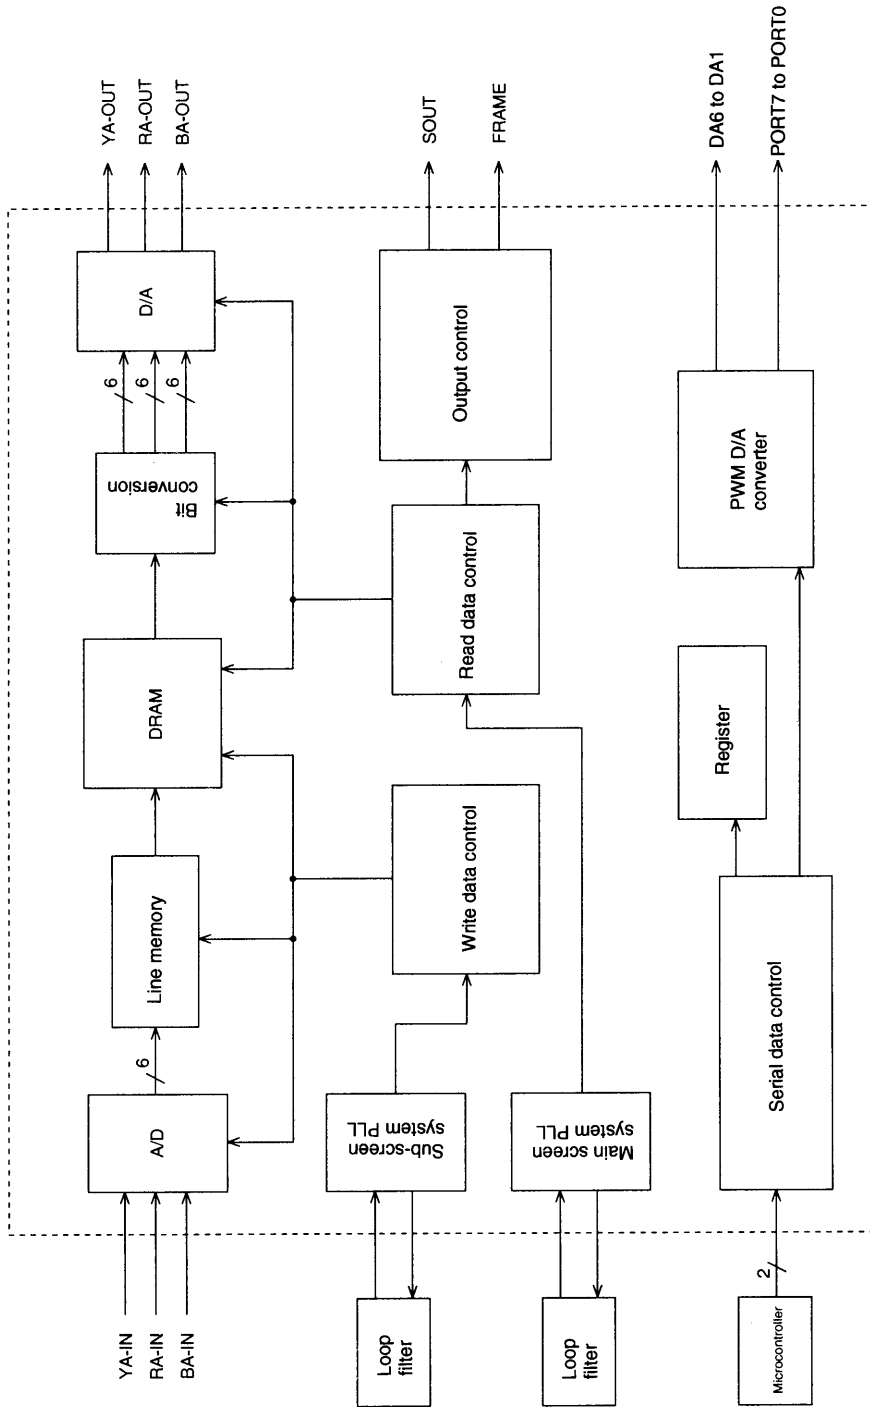 YA-IN
RA-IN
BA-IN
A/D
6
Line memory
DRAM
Bit
conversion
6
6
6
D/A
YA-OUT
RA-OUT
BA-OUT
Loop
filter
Sub-screen
system PLL
Write data control
Read data control
Output control
SOUT
FRAME
Loop
filter
Main screen
system PLL
Microcontroller
2
Serial data control
Register
PWM D/A
converter
DA6 to DA1
PORT7 to PORT0